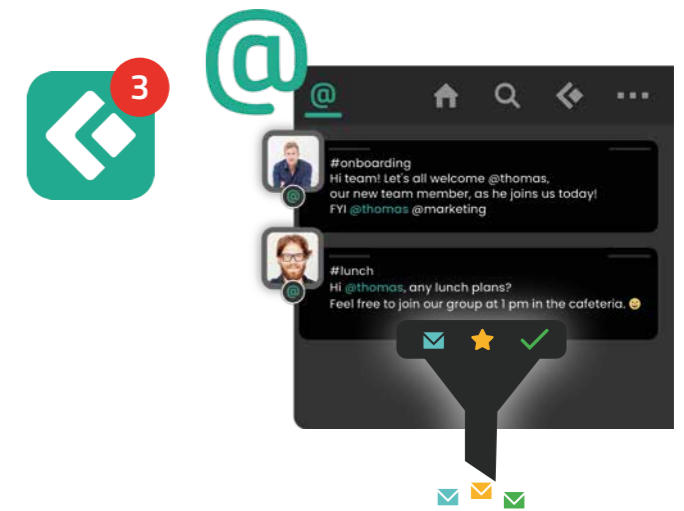 3
@
@
#onboarding
Hi team! Let's all welcome @thomas,
our new team member, as he joins us today!
FYI @thomas @marketing
@
#lunch
Hi @thomas, any lunch plans?
Feel free to join our group at 1 pm in the cafeteria. 😀
@